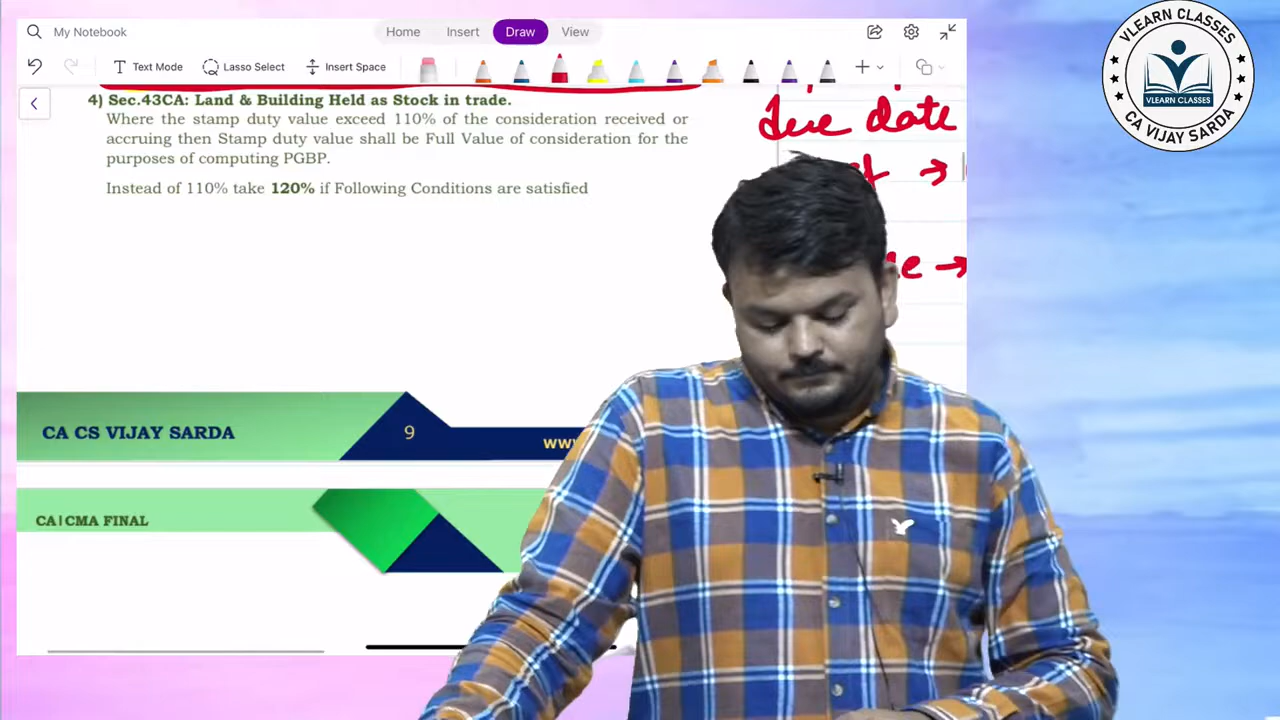 My Notebook
Home Insert Draw View
Text Mode Lasso Select Insert Space
4) Sec.43CA: Land & Building Held as Stock in trade.
Where the stamp duty value exceed 110% of the consideration received or
accruing then Stamp duty value shall be Full Value of consideration for the
purposes of computing PGBP.
Instead of 110% take 120% if Following Conditions are satisfied
Due date
CA CS VIJAY SARDA
9
CA|CMA FINAL
VLEARN CLASSES
VLEARN CLASSES
CA VIJAY SARDA